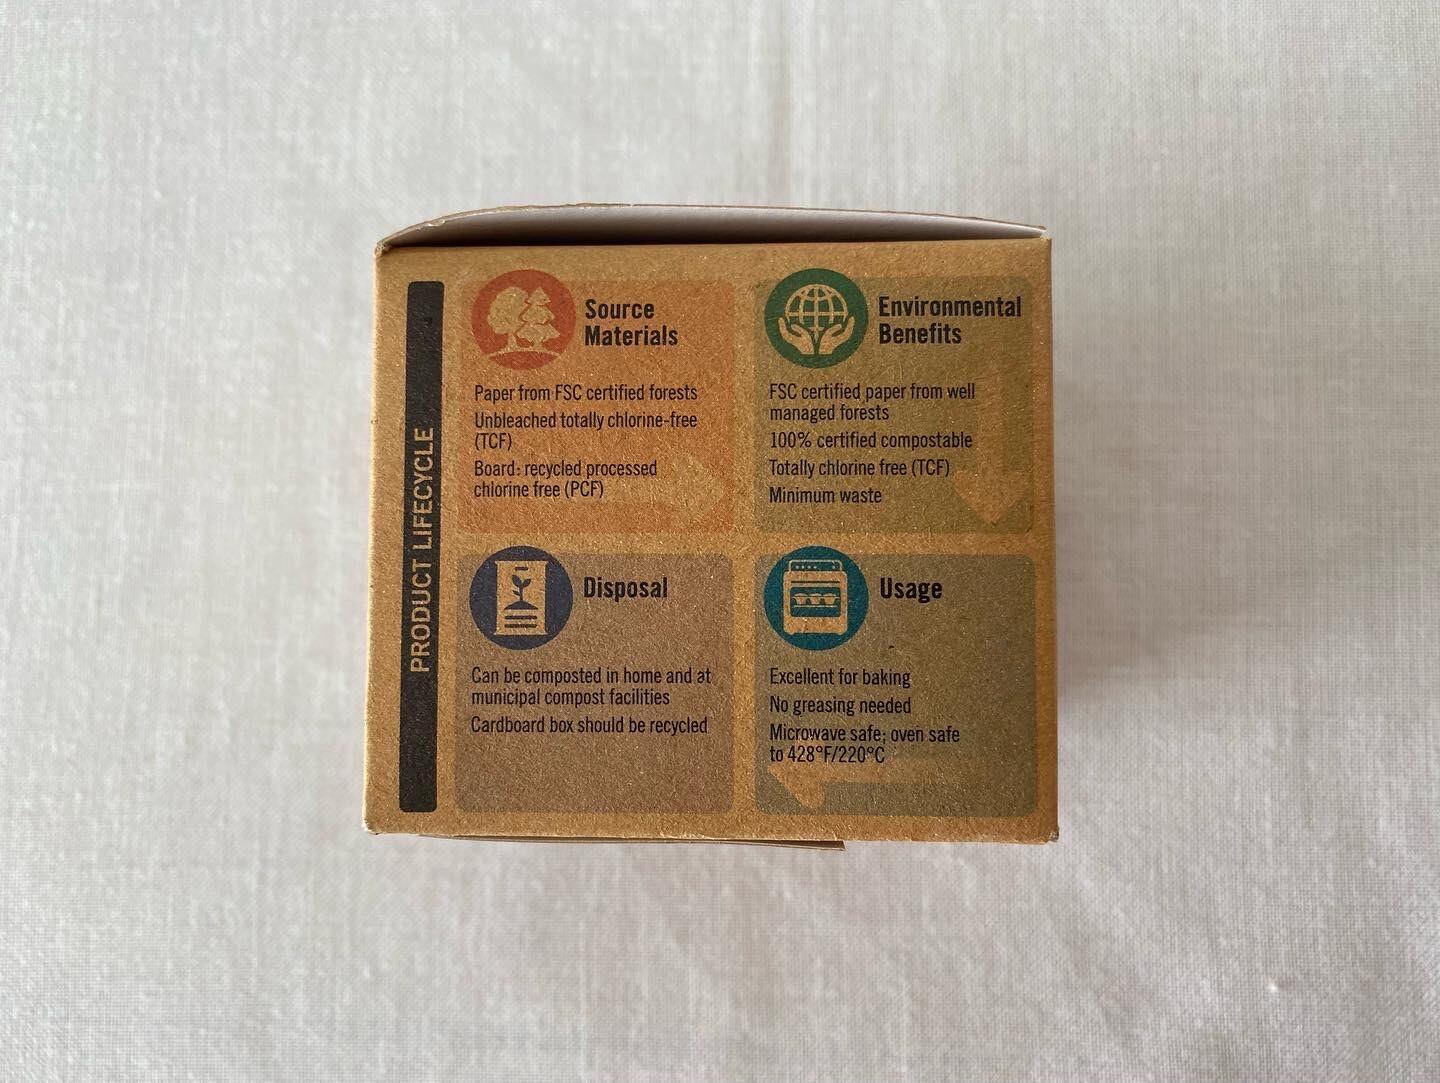 PRODUCT LIFECYCLE
Source
Materials
Paper from FSC certified forests
Unbleached totally chlorine-free
(TCF)
Board: recycled processed
chlorine free (PCF)
Environmental
Benefits
FSC certified paper from well
managed forests
100% certified compostable
Totally chlorine free (TCF)
Minimum waste
Disposal
Can be composted in home and at
municipal compost facilities
Cardboard box should be recycled
Usage
Excellent for baking
No greasing needed
Microwave safe; oven safe
to 428°F/220°C